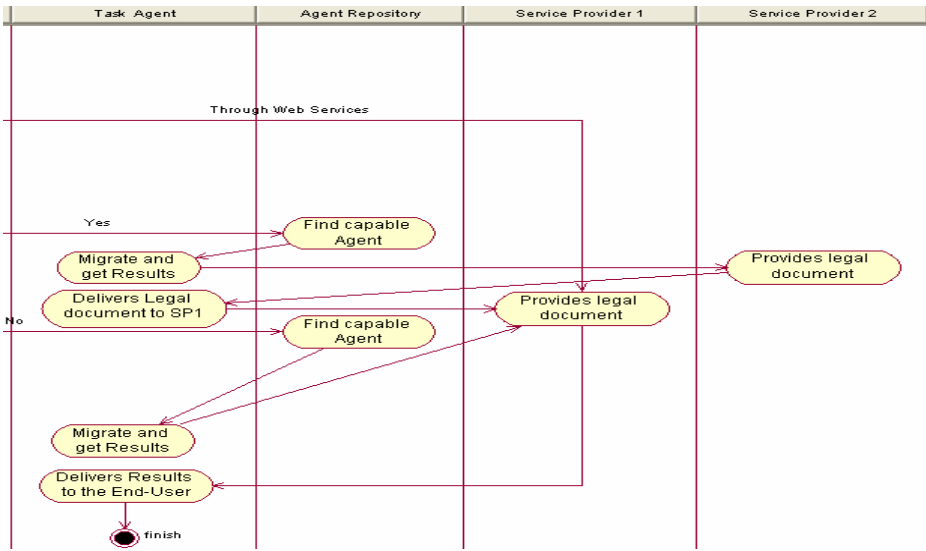 Task Agent
Agent Repository
Service Provider 1
Service Provider 2
Through Web Services
Yes
Find capable
Agent
Migrate and
get Results
Provides legal
document
Delivers Legal
document to SP1
Provides legal
document
No
Find capable
Agent
Migrate and
get Results
Delivers Results
to the End-User
finish